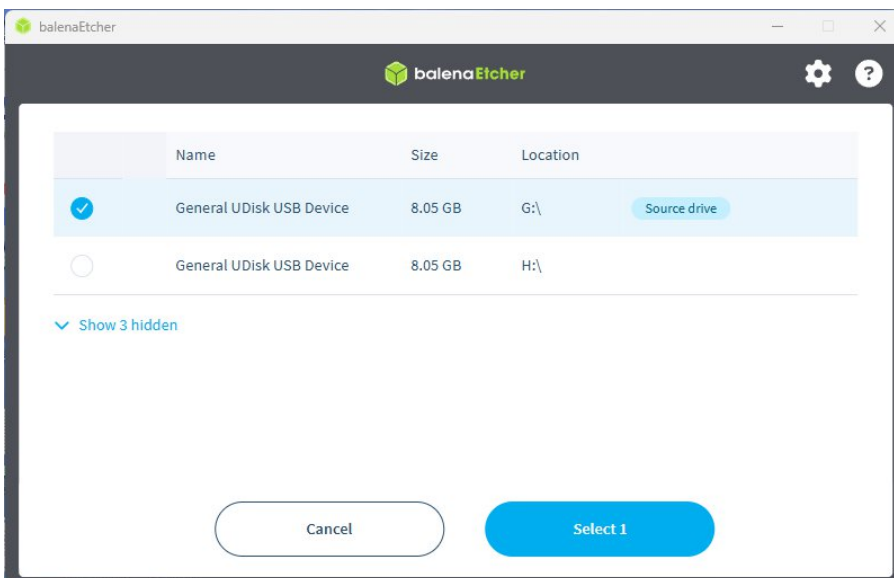 balenaEtcher
balenaEtcher
Name Size Location
General UDisk USB Device 8.05 GB G:\ Source drive
General UDisk USB Device 8.05 GB H:\
Show 3 hidden
Cancel Select 1